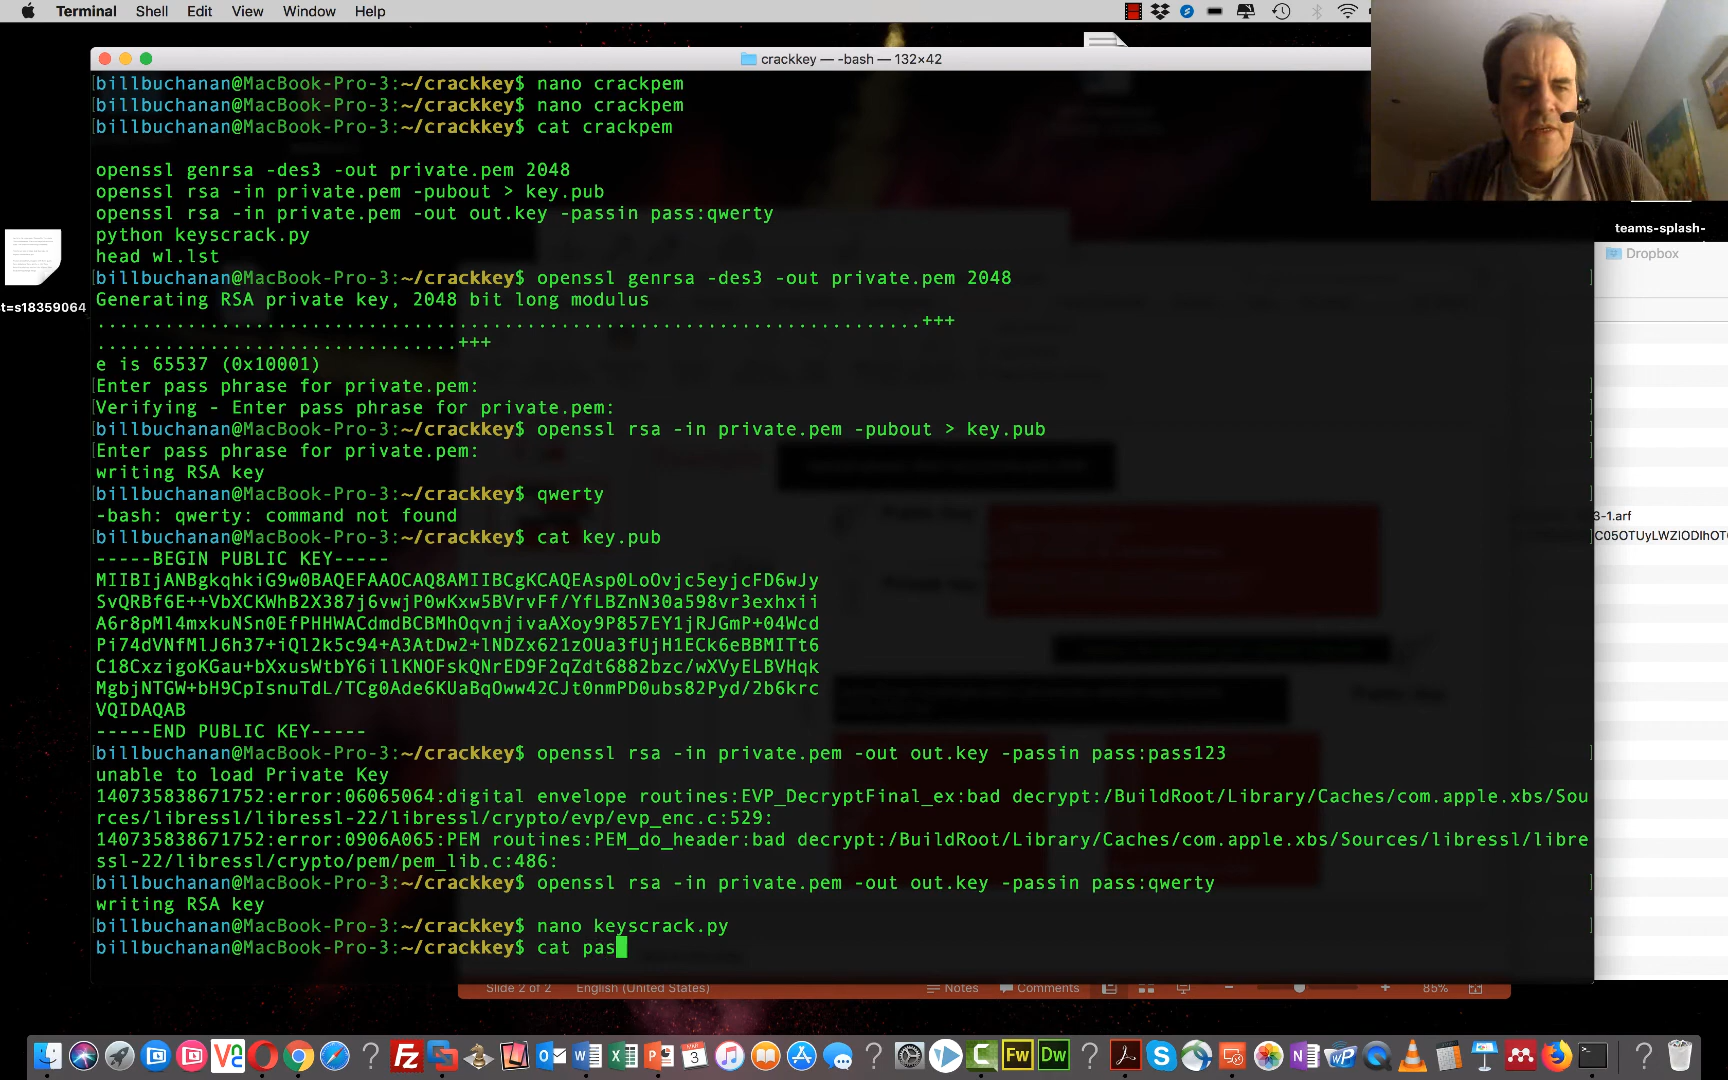 Terminal Shell Edit View Window Help
crackkey — -bash — 132×42
billbuchanan@MacBook-Pro-3:~/crackkey$ nano crackpem
billbuchanan@MacBook-Pro-3:~/crackkey$ nano crackpem
billbuchanan@MacBook-Pro-3:~/crackkey$ cat crackpem
openssl genrsa -des3 -out private.pem 2048
openssl rsa -in private.pem -pubout > key.pub
openssl rsa -in private.pem -out out.key -passin pass:qwerty
python keyscrack.py
head wl.lst
billbuchanan@MacBook-Pro-3:~/crackkey$ openssl genrsa -des3 -out private.pem 2048
Generating RSA private key, 2048 bit long modulus
.........................................................................+++
................................+++
e is 65537 (0x10001)
Enter pass phrase for private.pem:
Verifying - Enter pass phrase for private.pem:
billbuchanan@MacBook-Pro-3:~/crackkey$ openssl rsa -in private.pem -pubout > key.pub
Enter pass phrase for private.pem:
writing RSA key
billbuchanan@MacBook-Pro-3:~/crackkey$ qwerty
-bash: qwerty: command not found
billbuchanan@MacBook-Pro-3:~/crackkey$ cat key.pub
-----BEGIN PUBLIC KEY-----
MIIBIjANBgkqhkiG9w0BAQEFAAOCAQ8AMIIBCgKCAQEAsp0LoOvjc5eyjcFD6wJy
SvQRBf6E++VbXCKWhB2X387j6vwjP0wKxw5BVrvFf/YfLBZnN30a598vr3exhxii
A6r8pMl4mxkuNSn0EfPHHWACdmdBCBMhOqvnjivaAXoy9P857EY1jRJGmP+04Wcd
Pi74dVNfMlJ6h37+iQl2k5c94+A3AtDw2+lNDZx621zOUa3fUjH1ECk6eBBMITt6
C18CxzigoKGau+bXxusWtbY6illKNOFskQNrED9F2qZdt6882bzc/wXVyELBVHqk
MgbjNTGW+bH9CpIsnuTdL/TCg0Ade6KUaBqOww42CJt0nmPD0ubs82Pyd/2b6krc
VQIDAQAB
-----END PUBLIC KEY-----
billbuchanan@MacBook-Pro-3:~/crackkey$ openssl rsa -in private.pem -out out.key -passin pass:pass123
unable to load Private Key
140735838671752:error:06065064:digital envelope routines:EVP_DecryptFinal_ex:bad decrypt:/BuildRoot/Library/Caches/com.apple.xbs/Sou
rces/libressl/libressl-22/libressl/crypto/evp/evp_enc.c:529:
140735838671752:error:0906A065:PEM routines:PEM_do_header:bad decrypt:/BuildRoot/Library/Caches/com.apple.xbs/Sources/libressl/libre
ssl-22/libressl/crypto/pem/pem_lib.c:486:
billbuchanan@MacBook-Pro-3:~/crackkey$ openssl rsa -in private.pem -out out.key -passin pass:qwerty
writing RSA key
billbuchanan@MacBook-Pro-3:~/crackkey$ nano keyscrack.py
billbuchanan@MacBook-Pro-3:~/crackkey$ cat pas
t=s18359064
teams-splash-
Dropbox
3-1.arf
C05OTUyLWZlODlhOT
Slide 2 of 2 English (United States) Notes Comments 85%